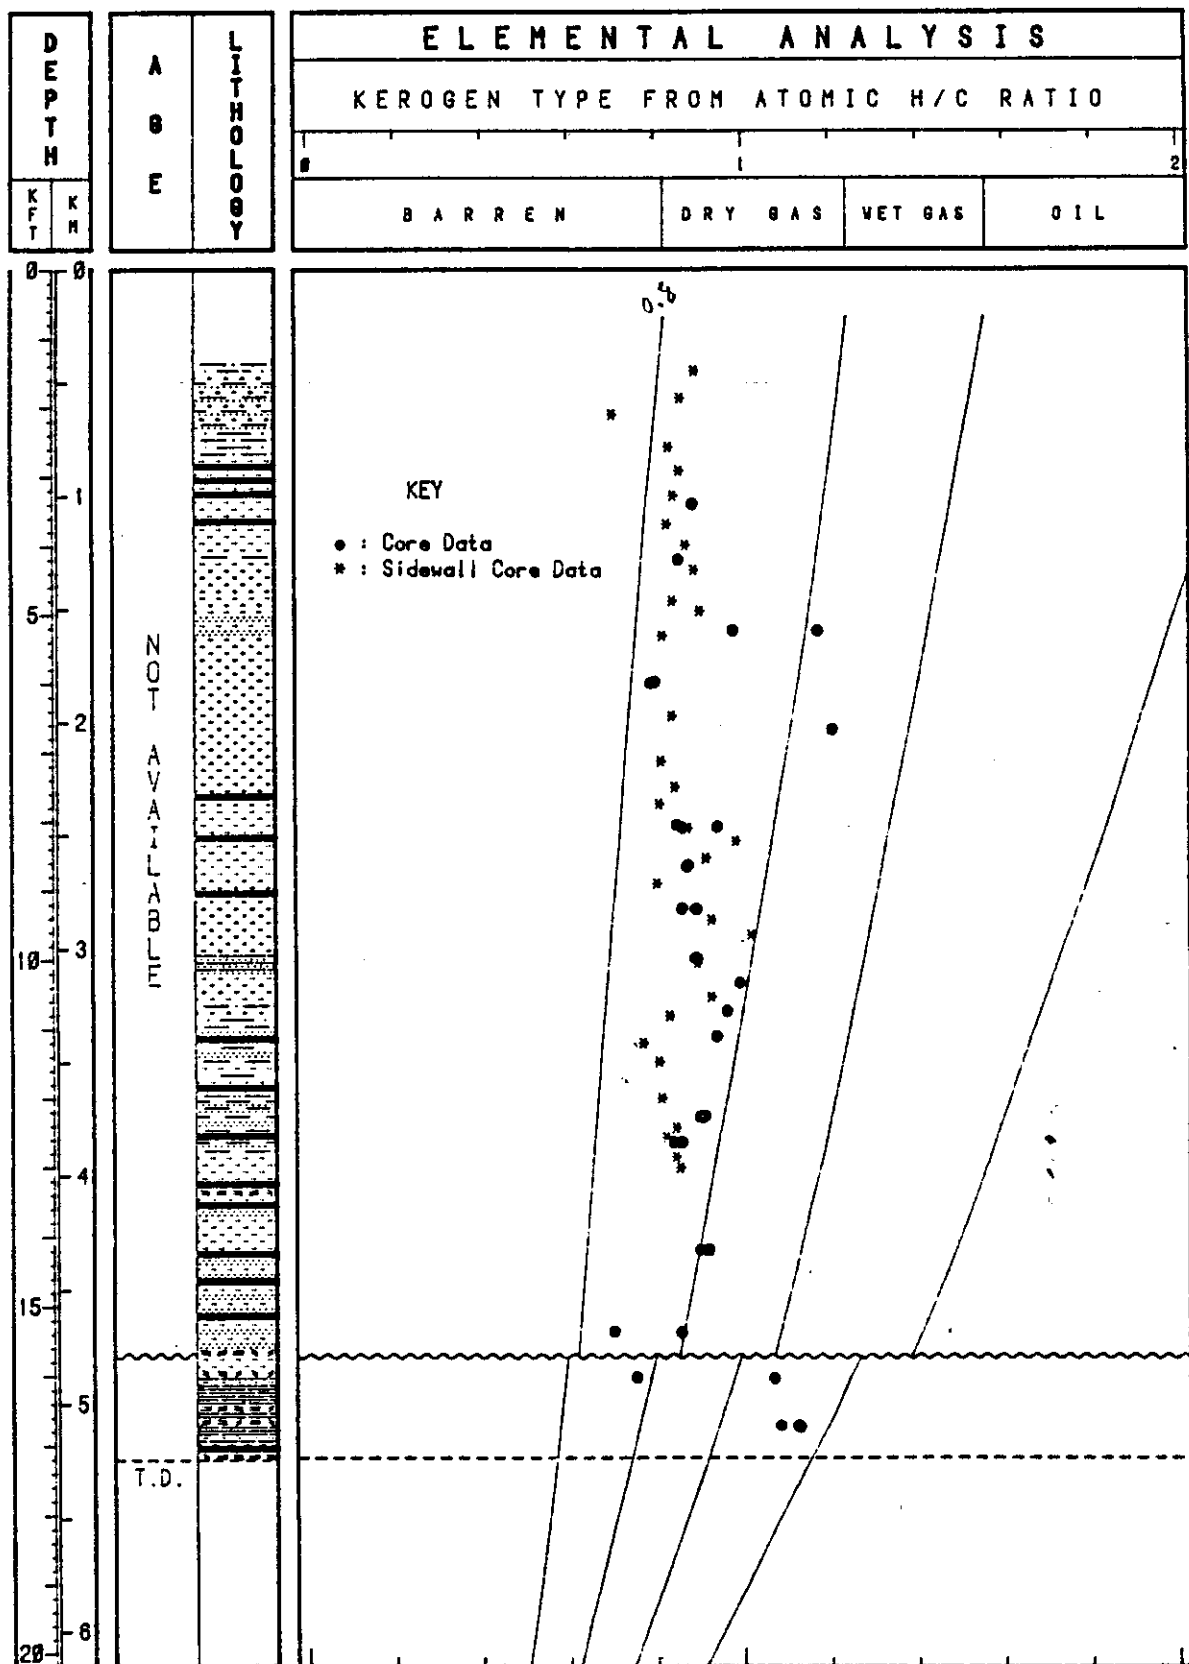 DEPTH
KFT
KM
AGE
LITHOLOGY
ELEMENTAL ANALYSIS
KEROGEN TYPE FROM ATOMIC H/C RATIO
0 1 2
BARREN DRY GAS WET GAS OIL
0 0
0.8
KEY
1
● : Core Data
* : Sidewall Core Data
5
NOT AVAILABLE
2
10
3
4
15
5
T.D.
6
20